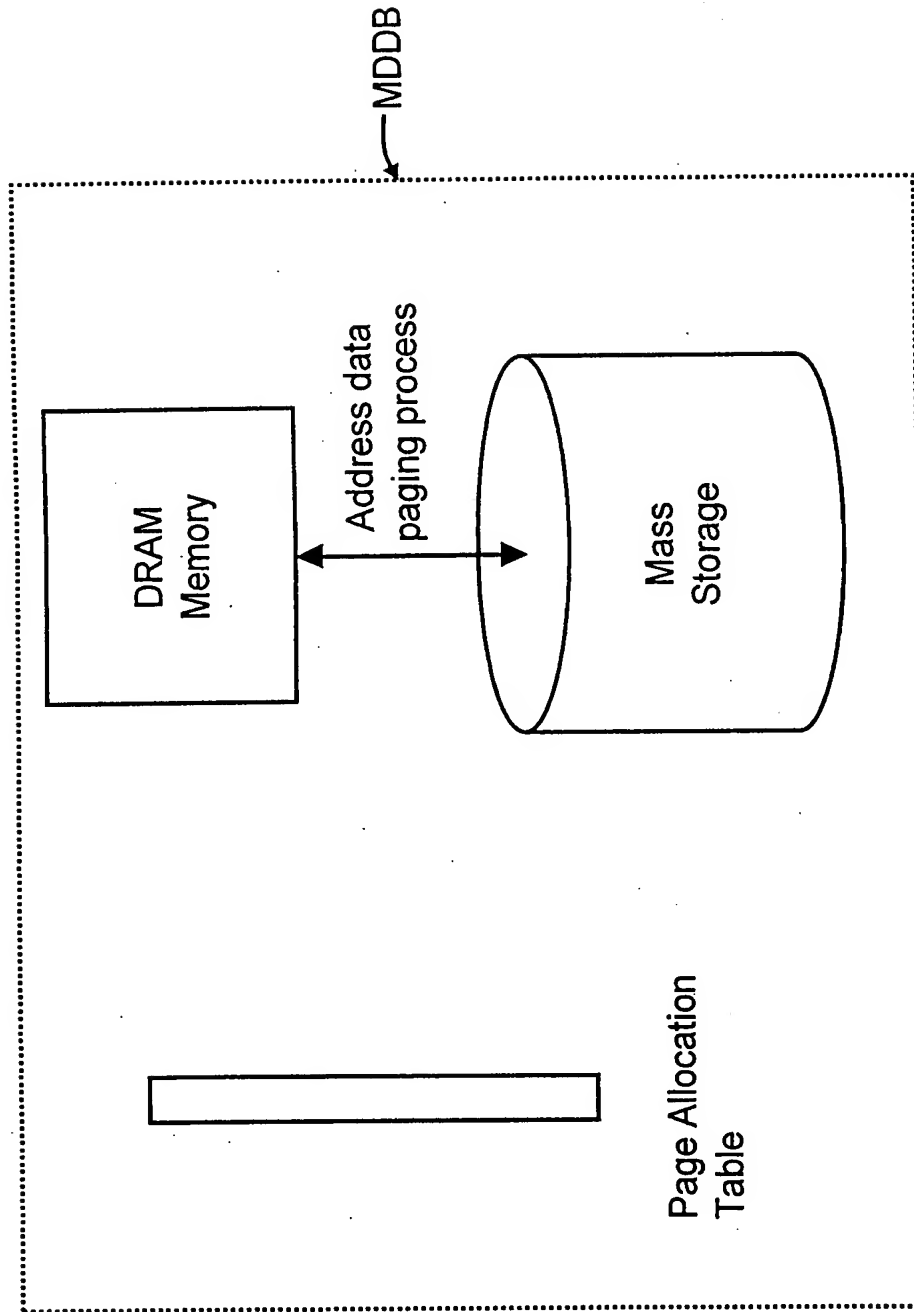 MDDB
DRAM
Memory
Address data
paging process
Mass
Storage
Page Allocation
Table